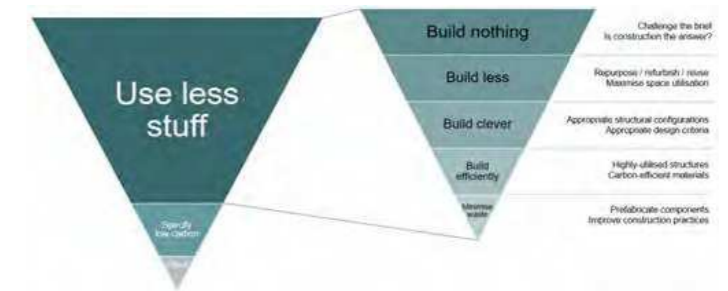 Use less
stuff
Specify
low carbon
Build nothing
Challenge the brief
Is construction the answer?
Build less
Repurpose / refurbish / reuse
Maximise space utilisation
Build clever
Appropriate structural configurations
Appropriate design criteria
Build
efficiently
Highly-utilised structures
Carbon-efficient materials
Minimise
waste
Prefabricate components
Improve construction practices